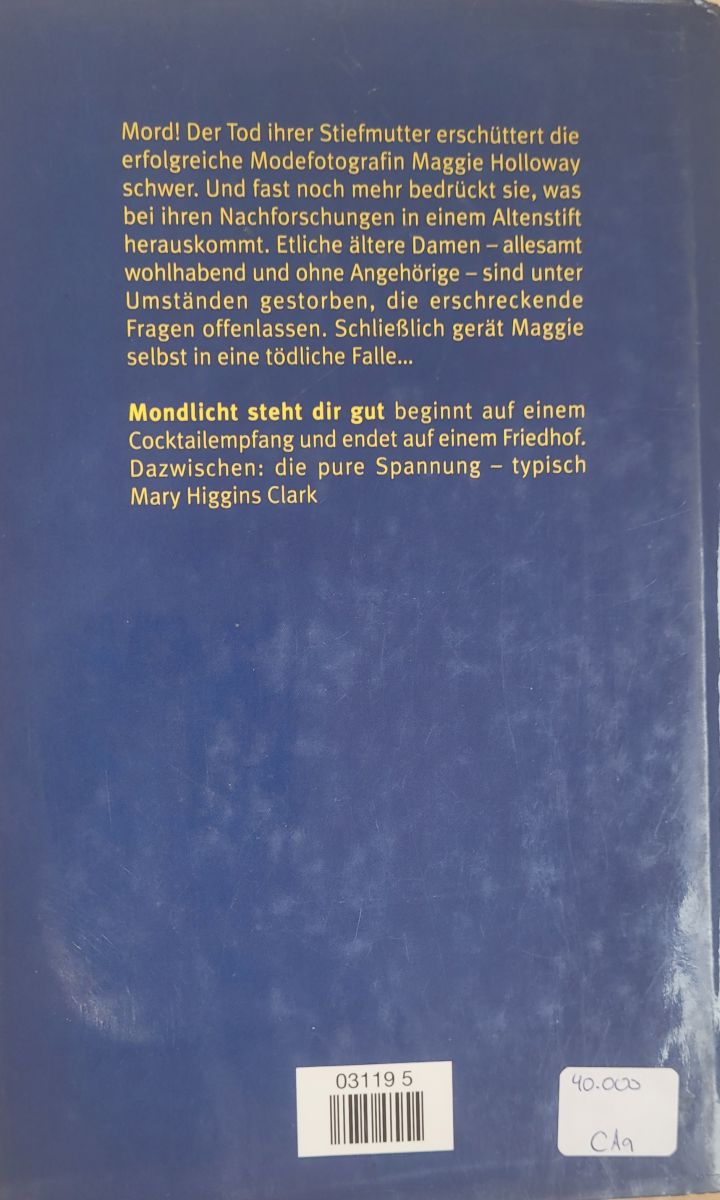 Mord! Der Tod ihrer Stiefmutter erschüttert die
erfolgreiche Modefotografin Maggie Holloway
schwer. Und fast noch mehr bedrückt sie, was
bei ihren Nachforschungen in einem Altenstift
herauskommt. Etliche ältere Damen – allesamt
wohlhabend und ohne Angehörige – sind unter
Umständen gestorben, die erschreckende
Fragen offenlassen. Schließlich gerät Maggie
selbst in eine tödliche Falle...
Mondlicht steht dir gut beginnt auf einem
Cocktailempfang und endet auf einem Friedhof.
Dazwischen: die pure Spannung – typisch
Mary Higgins Clark
03119 5
40.000